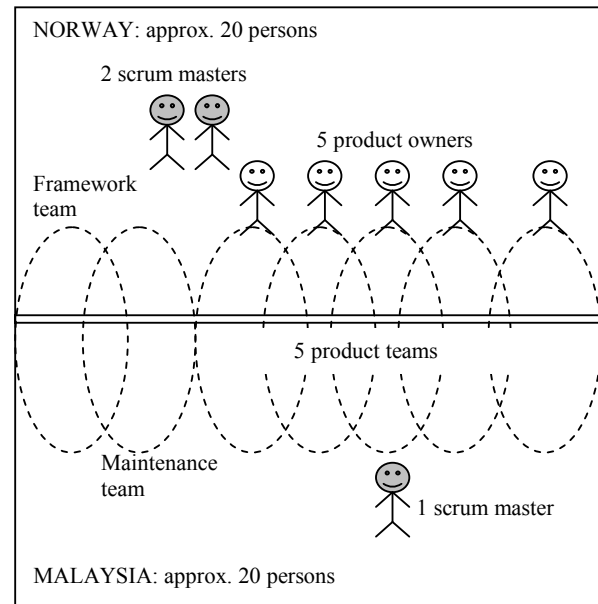 NORWAY: approx. 20 persons
2 scrum masters
5 product owners
Framework
team
5 product teams
Maintenance
team
1 scrum master
MALAYSIA: approx. 20 persons